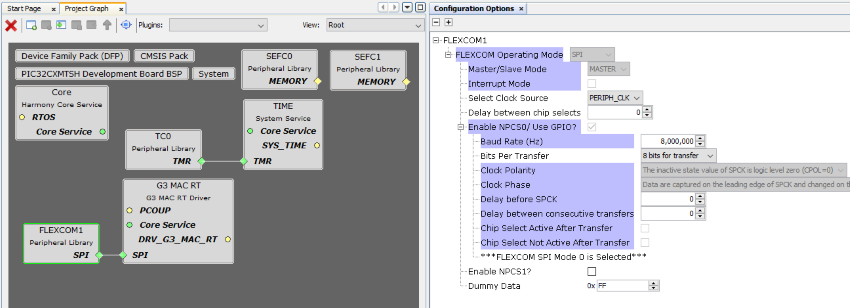 Start Page
Project Graph
Configuration Options
Plugins:
View:
Root
Device Family Pack (DFP)
CMSIS Pack
PIC32CXMTSH Development Board BSP
System
SEFC0
Peripheral Library
MEMORY
SEFC1
Peripheral Library
MEMORY
Core
Harmony Core Service
RTOS
Core Service
TIME
System Service
Core Service
SYS_TIME
TMR
TC0
Peripheral Library
TMR
G3 MAC RT
G3 MAC RT Driver
PCOUP
Core Service
DRV_G3_MAC_RT
SPI
FLEXCOM1
Peripheral Library
SPI
FLEXCOM1
FLEXCOM Operating Mode SPI
Master/Slave Mode MASTER
Interrupt Mode
Select Clock Source PERIPH_CLK
Delay between chip selects 0
Enable NPCS0/ Use GPIO?
Baud Rate (Hz) 8,000,000
Bits Per Transfer 8 bits for transfer
Clock Polarity The inactive state value of SPCK is logic level zero (CPOL=0)
Clock Phase Data are captured on the leading edge of SPCK and changed on th
Delay before SPCK 0
Delay between consecutive transfers 0
Chip Select Active After Transfer
Chip Select Not Active After Transfer
***FLEXCOM SPI Mode 0 is Selected***
Enable NPCS1?
Dummy Data 0x FF